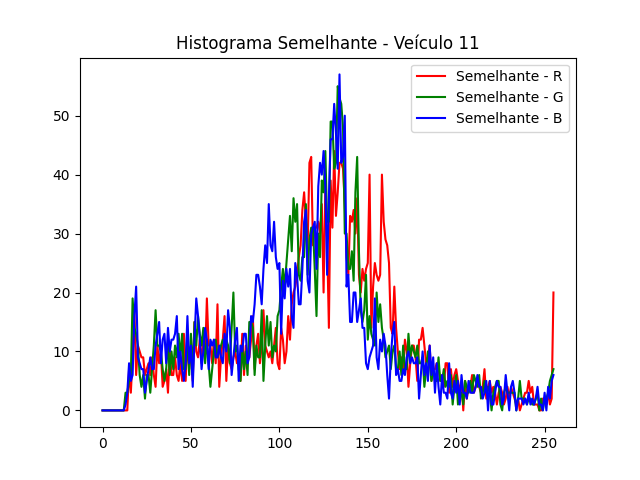 Histograma Semelhante - Veículo 11
Semelhante - R
Semelhante - G
Semelhante - B
50
40
30
20
10
0
0 50 100 150 200 250